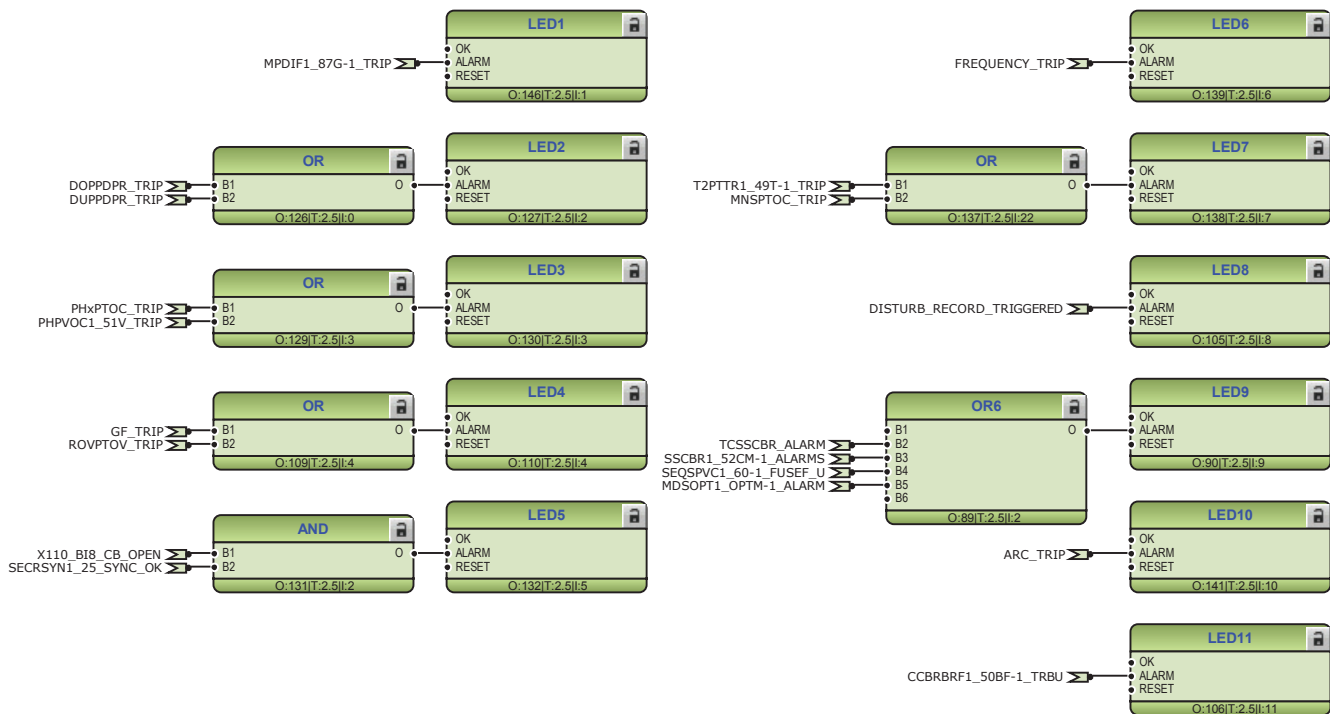 LED1
OK
MPDIF1_87G-1_TRIP ALARM
RESET
O:146|T:2.5|I:1
OR
DOPPDPR_TRIP B1 O
DUPPDPR_TRIP B2
O:126|T:2.5|I:0
LED2
OK
ALARM
RESET
O:127|T:2.5|I:2
OR
PHxPTOC_TRIP B1 O
PHPVOC1_51V_TRIP B2
O:129|T:2.5|I:3
LED3
OK
ALARM
RESET
O:130|T:2.5|I:3
OR
GF_TRIP B1 O
ROVPTOV_TRIP B2
O:109|T:2.5|I:4
LED4
OK
ALARM
RESET
O:110|T:2.5|I:4
AND
X110_BI8_CB_OPEN B1 O
SECRSYN1_25_SYNC_OK B2
O:131|T:2.5|I:2
LED5
OK
ALARM
RESET
O:132|T:2.5|I:5
LED6
OK
FREQUENCY_TRIP ALARM
RESET
O:139|T:2.5|I:6
OR
T2PTTR1_49T-1_TRIP B1 O
MNSPTOC_TRIP B2
O:137|T:2.5|I:22
LED7
OK
ALARM
RESET
O:138|T:2.5|I:7
LED8
OK
DISTURB_RECORD_TRIGGERED ALARM
RESET
O:105|T:2.5|I:8
OR6
B1 O
TCSSCBR_ALARM B2
SSCBR1_52CM-1_ALARMS B3
SEQSPVC1_60-1_FUSEF_U B4
MDSOPT1_OPTM-1_ALARM B5
B6
O:89|T:2.5|I:2
LED9
OK
ALARM
RESET
O:90|T:2.5|I:9
LED10
OK
ARC_TRIP ALARM
RESET
O:141|T:2.5|I:10
LED11
OK
CCBRBRF1_50BF-1_TRBU ALARM
RESET
O:106|T:2.5|I:11